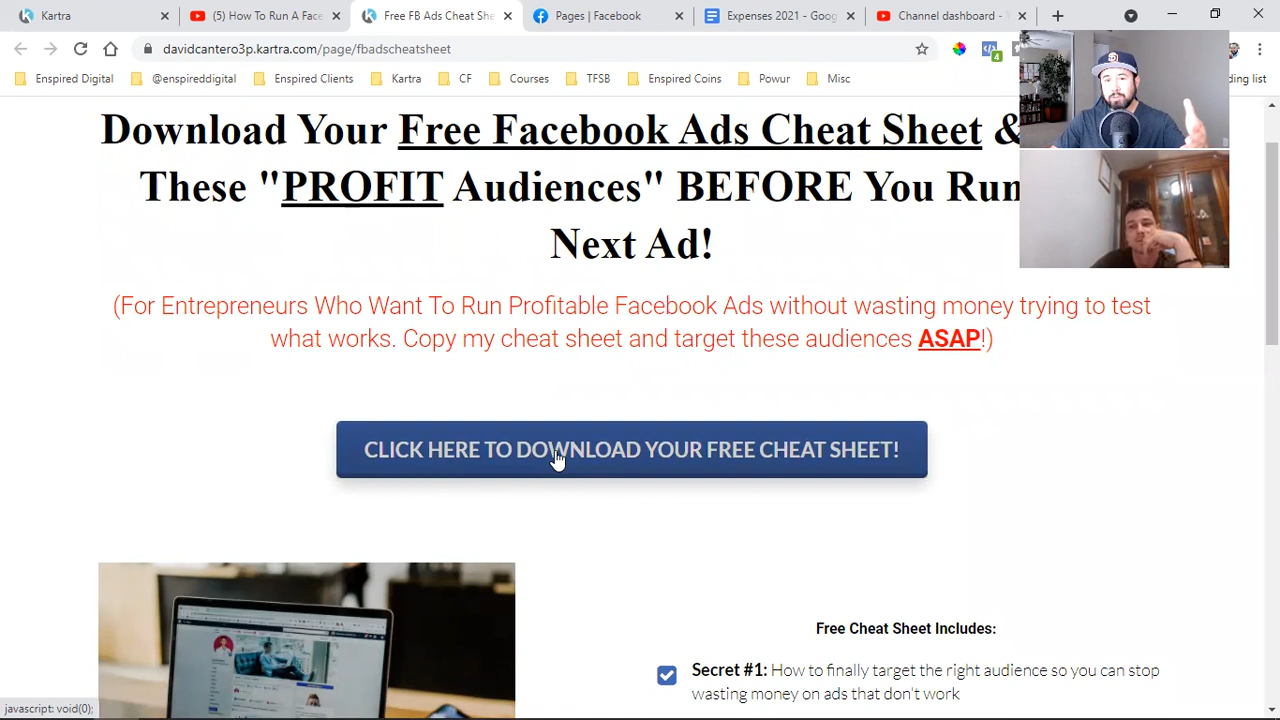 Kartra
(5) How To Run A Face
Free FB Ads Cheat She
Pages | Facebook
Expenses 2021 - Goog
Channel dashboard -
davidcantero3p.kartra.com/page/fbadscheatsheet
4
Enspired Digital
@enspireddigital
Enspired Clients
Kartra
CF
Courses
TFSB
Enspired Coins
Powur
Misc
ding list
Download Your Free Facebook Ads Cheat Sheet &
These "PROFIT Audiences" BEFORE You Run
Next Ad!
(For Entrepreneurs Who Want To Run Profitable Facebook Ads without wasting money trying to test
what works. Copy my cheat sheet and target these audiences ASAP!)
CLICK HERE TO DOWNLOAD YOUR FREE CHEAT SHEET!
Free Cheat Sheet Includes:
Secret #1: How to finally target the right audience so you can stop
wasting money on ads that don't work
javascript: void(0);